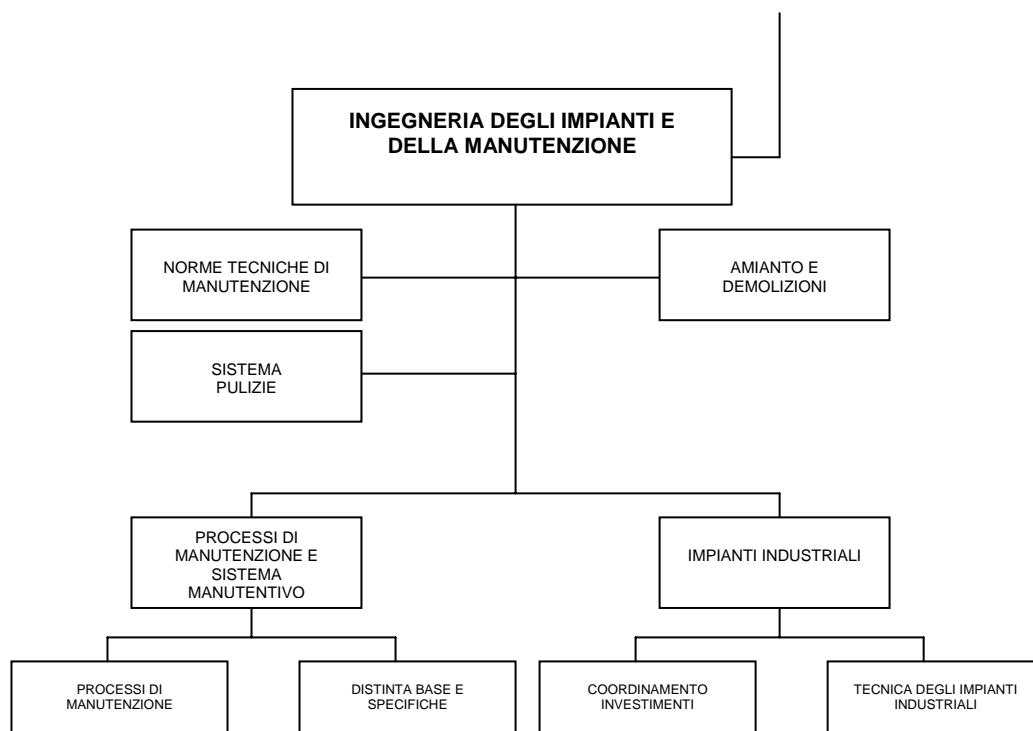 INGEGNERIA DEGLI IMPIANTI E
DELLA MANUTENZIONE
NORME TECNICHE DI
MANUTENZIONE
AMIANTO E
DEMOLIZIONI
SISTEMA
PULIZIE
PROCESSI DI
MANUTENZIONE E
SISTEMA
MANUTENTIVO
IMPIANTI INDUSTRIALI
PROCESSI DI
MANUTENZIONE
DISTINTA BASE E
SPECIFICHE
COORDINAMENTO
INVESTIMENTI
TECNICA DEGLI IMPIANTI
INDUSTRIALI